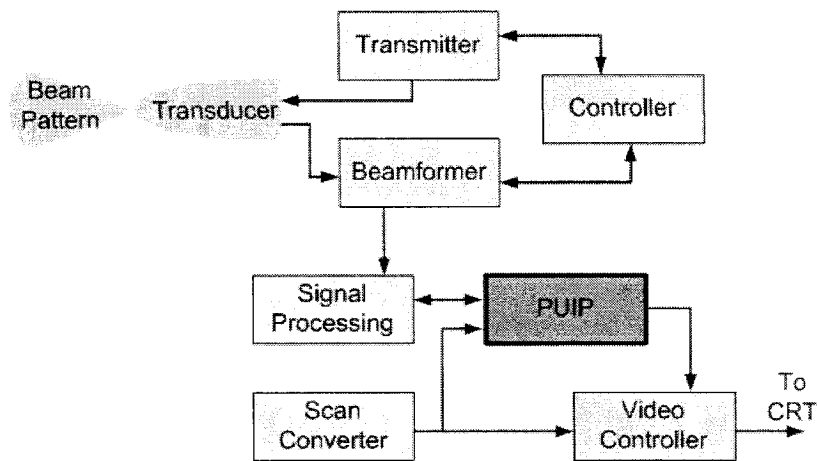 Transmitter
Beam
Pattern
Transducer
Controller
Beamformer
Signal
Processing
PUIP
To
CRT
Scan
Converter
Video
Controller